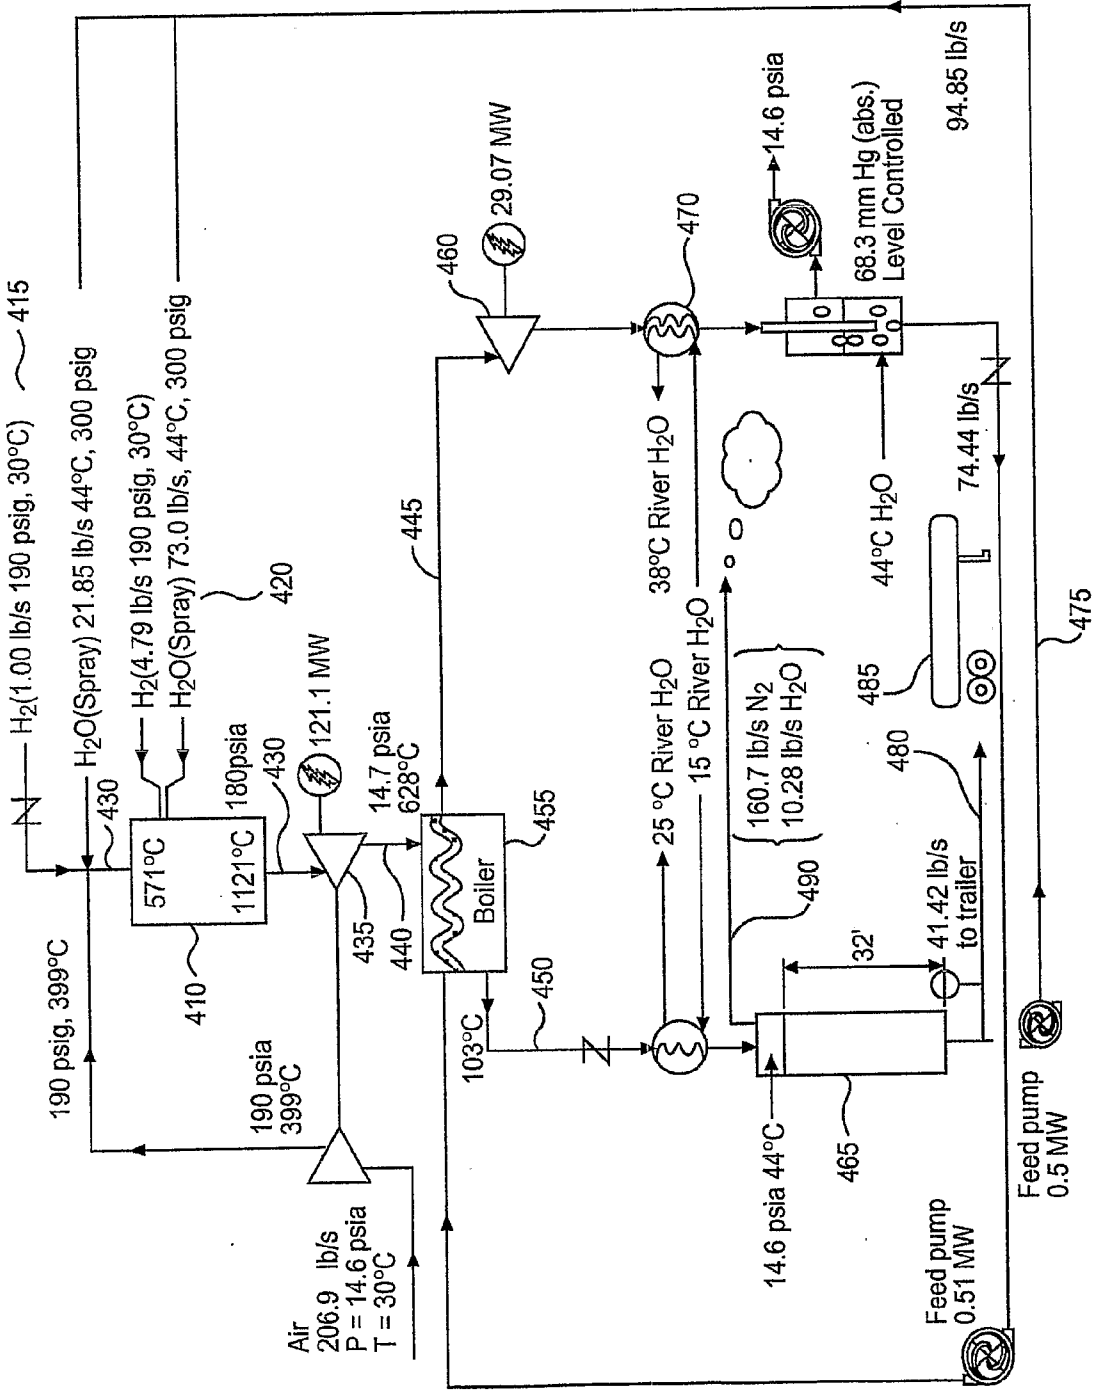 H2(1.00 lb/s 190 psig, 30°C)
415
H2O(Spray) 21.85 lb/s 44°C, 300 psig
H2(4.79 lb/s 190 psig, 30°C)
H2O(Spray) 73.0 lb/s, 44°C, 300 psig
420
430
571°C
1121°C
180psia
430
410
190 psig, 399°C
190 psia
399°C
Air
206.9 lb/s
P = 14.6 psia
T = 30°C
121.1 MW
435
440
14.7 psia
628°C
Boiler
455
445
460
29.07 MW
103°C
450
470
25 °C River H2O
38°C River H2O
15 °C River H2O
14.6 psia
68.3 mm Hg (abs.)
Level Controlled
44°C H2O
160.7 lb/s N2
10.28 lb/s H2O
490
14.6 psia 44°C
465
32'
41.42 lb/s
to trailer
480
485
74.44 lb/s
94.85 lb/s
475
Feed pump
0.51 MW
Feed pump
0.5 MW